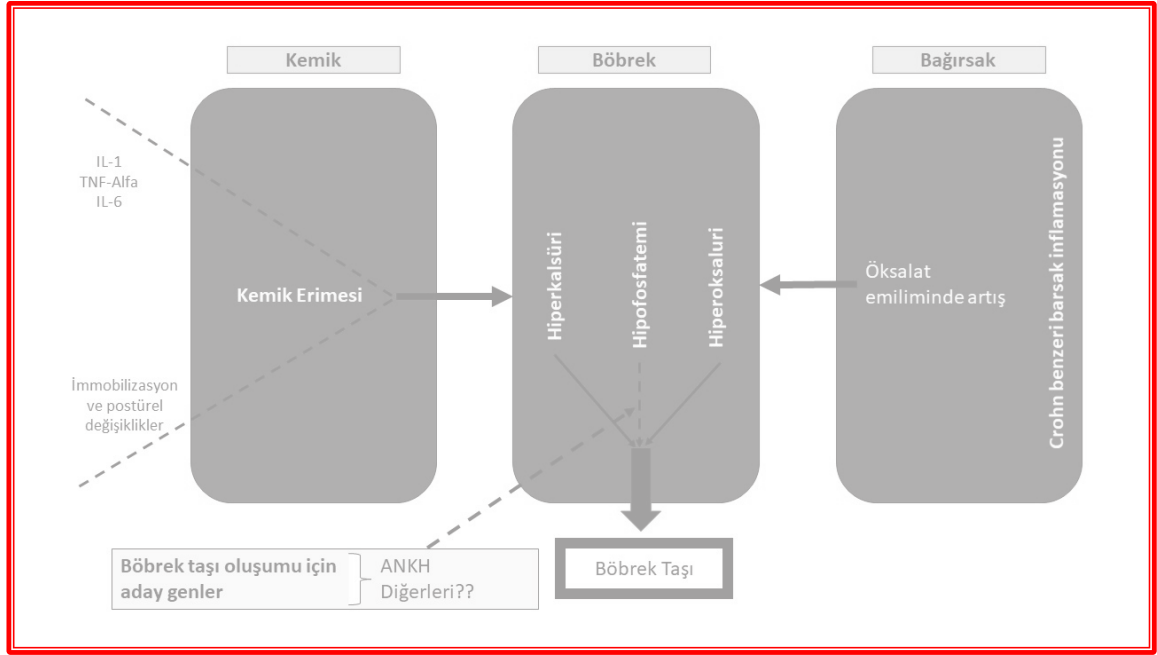 Kemik
Böbrek
Bağırsak
IL-1
TNF-Alfa
IL-6
Kemik Erimesi
İmmobilizasyon
ve postürel
değişiklikler
Hiperkalsüri
Hipofosfatemi
Hiperoksaluri
Öksalat
emiliminde artış
Crohn benzeri barsak inflamasyonu
Böbrek taşı oluşumu için
aday genler
ANKH
Diğerleri??
Böbrek Taşı